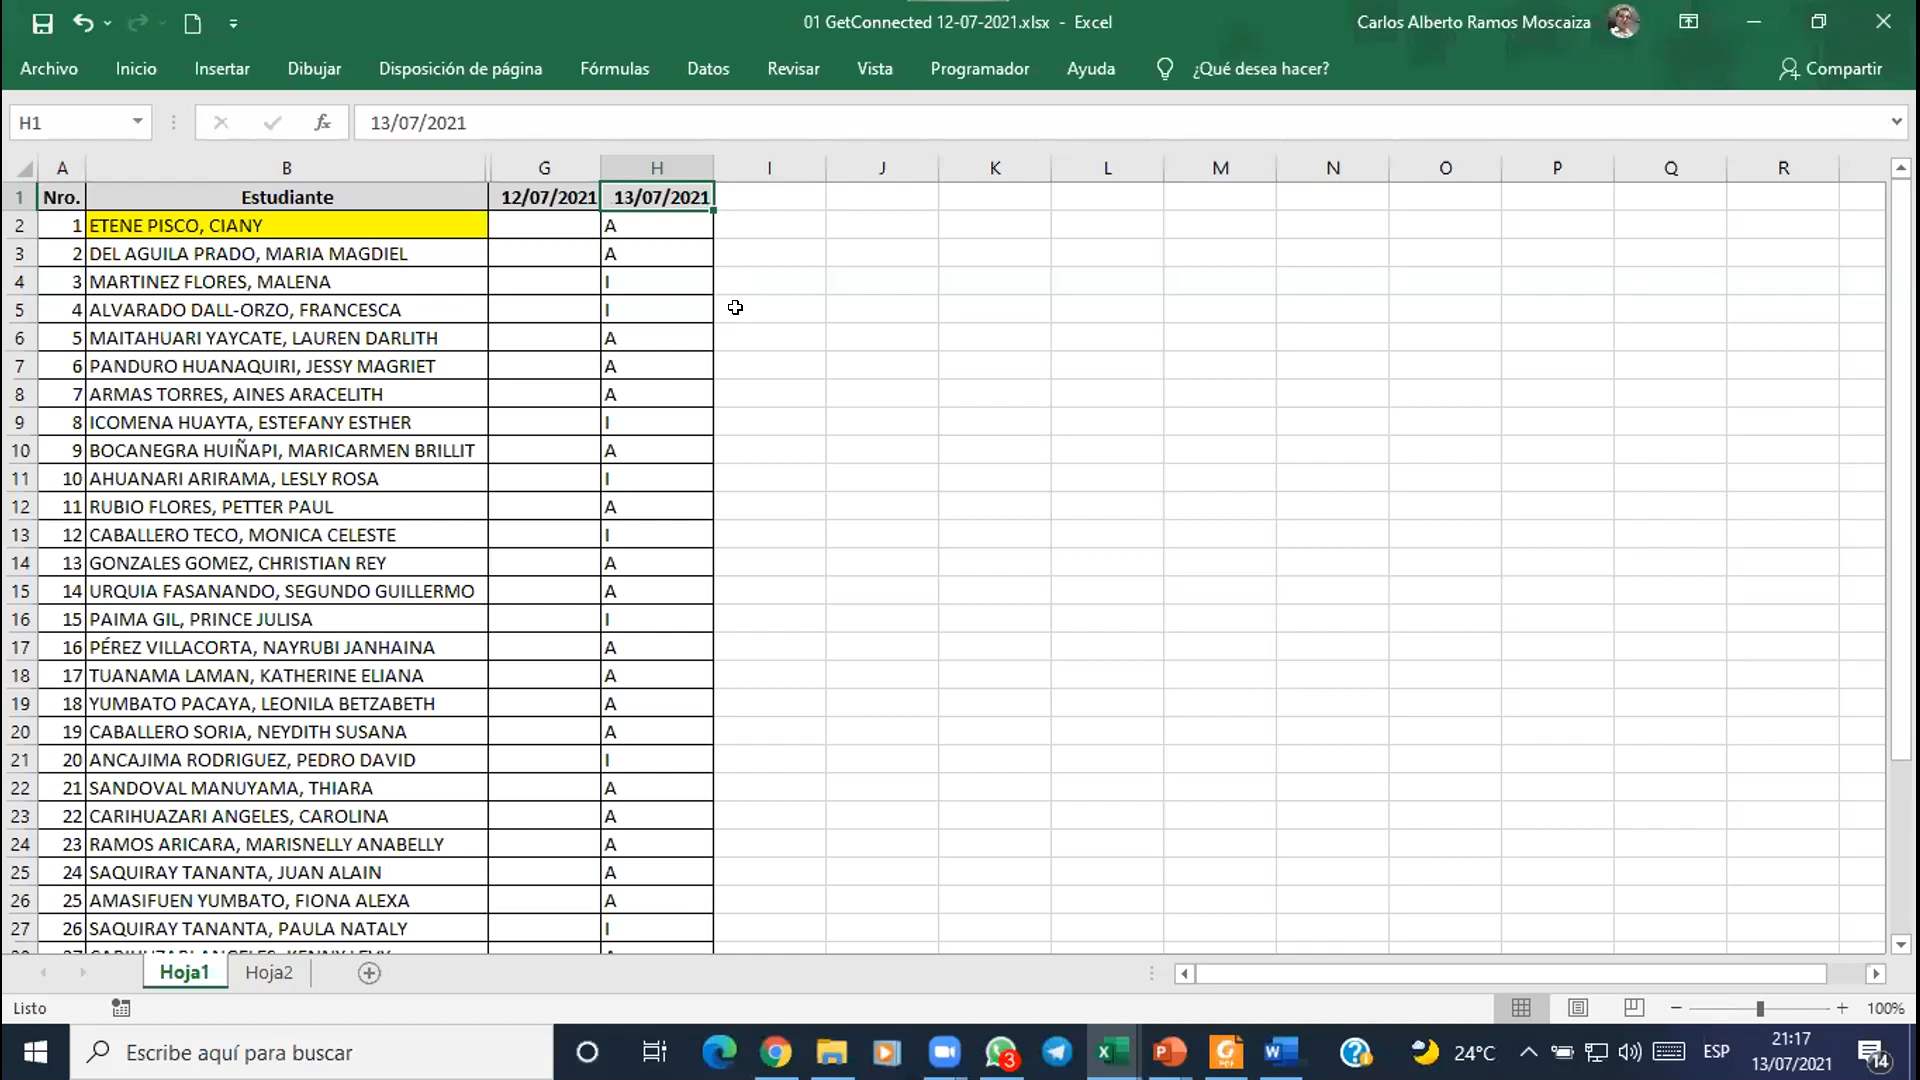 01 GetConnected 12-07-2021.xlsx - Excel
Carlos Alberto Ramos Moscaiza
Archivo Inicio Insertar Dibujar Disposición de página Fórmulas Datos Revisar Vista Programador Ayuda ¿Qué desea hacer? Compartir
H1 fx 13/07/2021
A B G H I J K L M N O P Q R
1 Nro. Estudiante 12/07/2021 13/07/2021
2 1 ETENE PISCO, CIANY A
3 2 DEL AGUILA PRADO, MARIA MAGDIEL A
4 3 MARTINEZ FLORES, MALENA I
5 4 ALVARADO DALL-ORZO, FRANCESCA I
6 5 MAITAHUARI YAYCATE, LAUREN DARLITH A
7 6 PANDURO HUANAQUIRI, JESSY MAGRIET A
8 7 ARMAS TORRES, AINES ARACELITH A
9 8 ICOMENA HUAYTA, ESTEFANY ESTHER I
10 9 BOCANEGRA HUIÑAPI, MARICARMEN BRILLIT A
11 10 AHUANARI ARIRAMA, LESLY ROSA I
12 11 RUBIO FLORES, PETTER PAUL A
13 12 CABALLERO TECO, MONICA CELESTE I
14 13 GONZALES GOMEZ, CHRISTIAN REY A
15 14 URQUIA FASANANDO, SEGUNDO GUILLERMO A
16 15 PAIMA GIL, PRINCE JULISA I
17 16 PÉREZ VILLACORTA, NAYRUBI JANHAINA A
18 17 TUANAMA LAMAN, KATHERINE ELIANA A
19 18 YUMBATO PACAYA, LEONILA BETZABETH A
20 19 CABALLERO SORIA, NEYDITH SUSANA A
21 20 ANCAJIMA RODRIGUEZ, PEDRO DAVID I
22 21 SANDOVAL MANUYAMA, THIARA A
23 22 CARIHUAZARI ANGELES, CAROLINA A
24 23 RAMOS ARICARA, MARISNELLY ANABELLY A
25 24 SAQUIRAY TANANTA, JUAN ALAIN A
26 25 AMASIFUEN YUMBATO, FIONA ALEXA A
27 26 SAQUIRAY TANANTA, PAULA NATALY I
Hoja1 Hoja2
Listo 100%
Escribe aquí para buscar 3 24°C ESP 21:17
13/07/2021 14